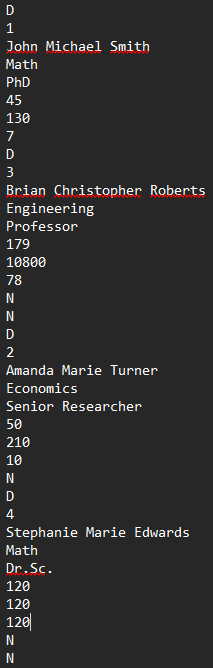 D
1
John Michael Smith
Math
PhD
45
130
7
D
3
Brian Christopher Roberts
Engineering
Professor
179
10800
78
N
N
D
2
Amanda Marie Turner
Economics
Senior Researcher
50
210
10
N
D
4
Stephanie Marie Edwards
Math
Dr.Sc.
120
120
120
N
N